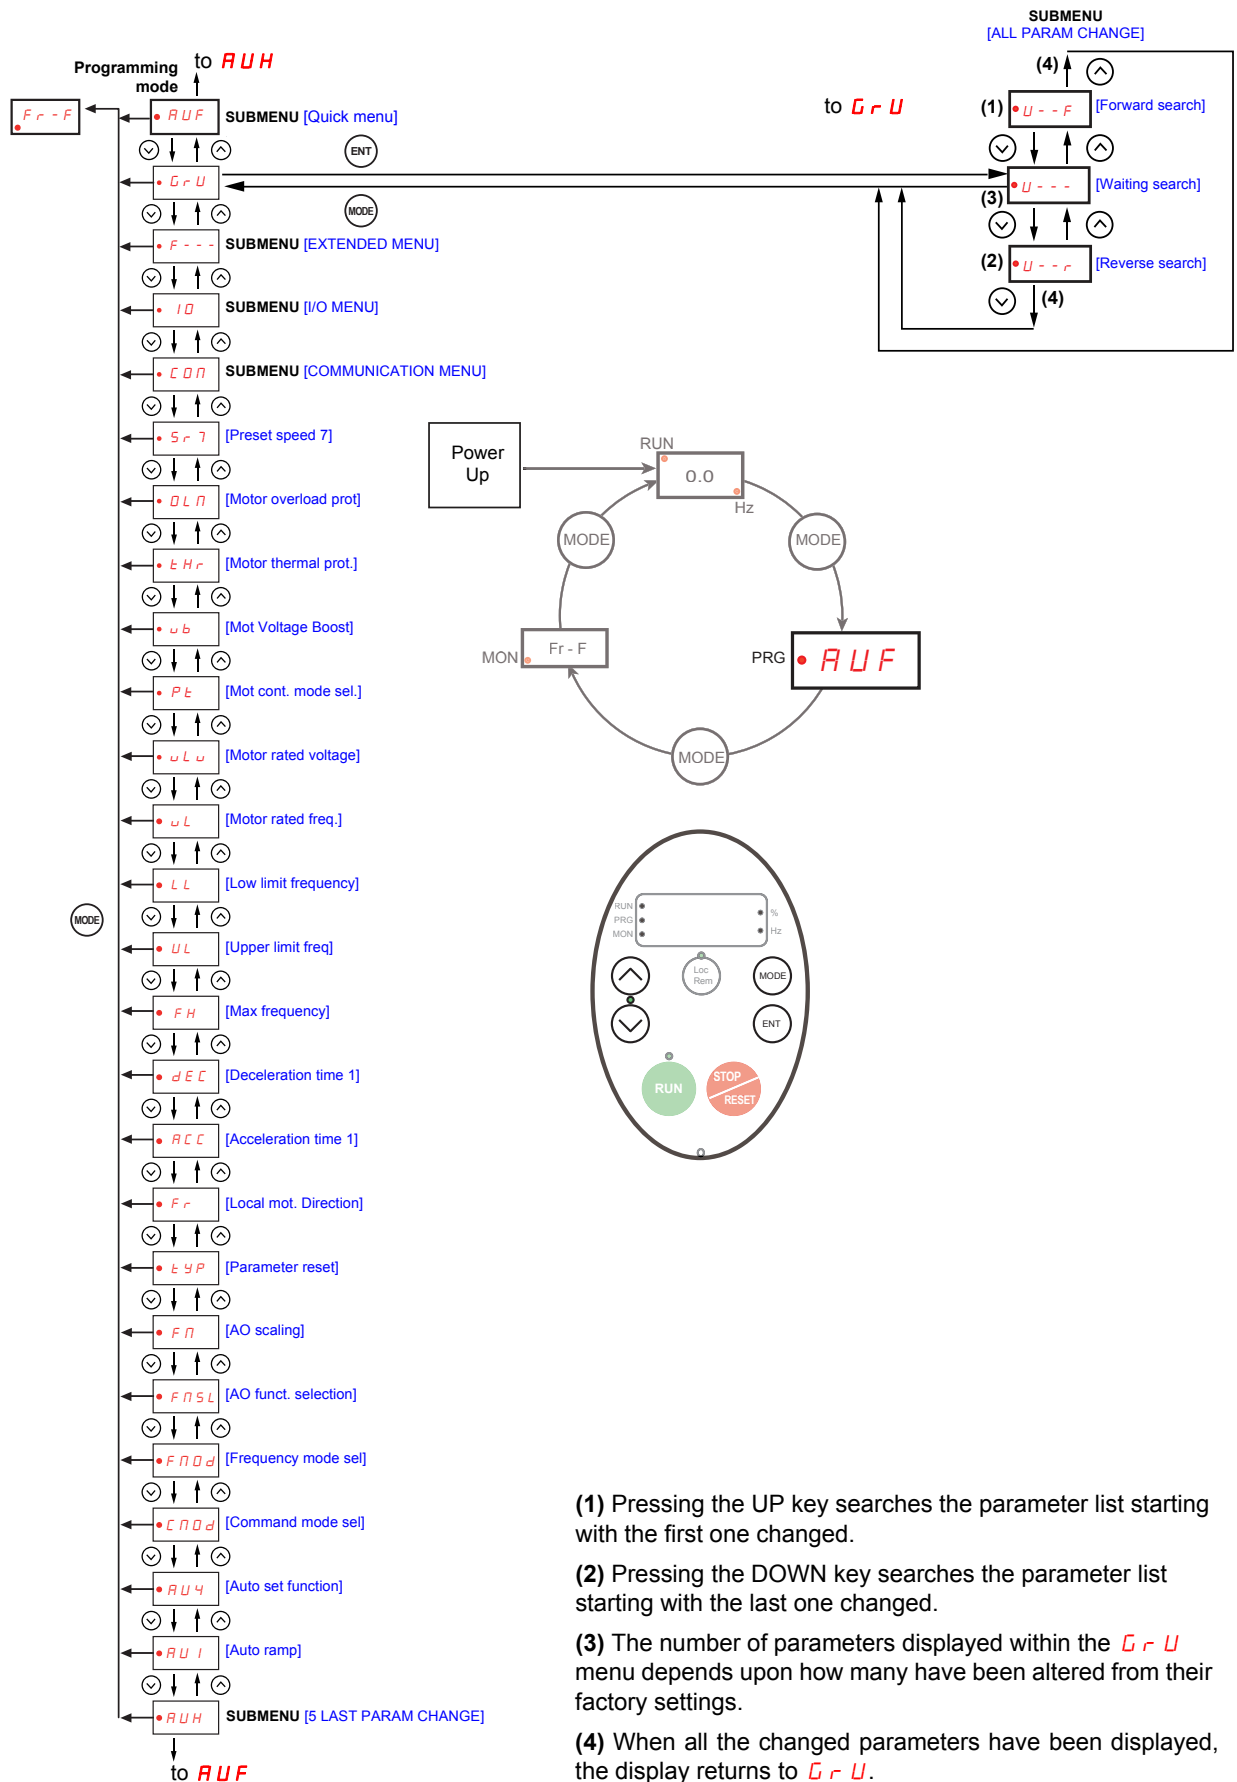 SUBMENU
[ALL PARAM CHANGE]
to AUH
Programming
mode
(4)
Fr-F
AUF
SUBMENU [Quick menu]
to GrU
(1)
U--F
[Forward search]
ENT
GrU
U---
[Waiting search]
(3)
MODE
F---
SUBMENU [EXTENDED MENU]
(2)
U--r
[Reverse search]
(4)
IO
SUBMENU [I/O MENU]
COM
SUBMENU [COMMUNICATION MENU]
Sr7
[Preset speed 7]
OLM
[Motor overload prot]
tHr
[Motor thermal prot.]
ub
[Mot Voltage Boost]
Pt
[Mot cont. mode sel.]
uLu
[Motor rated voltage]
uL
[Motor rated freq.]
LL
[Low limit frequency]
MODE
UL
[Upper limit freq]
FH
[Max frequency]
dEC
[Deceleration time 1]
ACC
[Acceleration time 1]
Fr
[Local mot. Direction]
tYP
[Parameter reset]
FM
[AO scaling]
FMSL
[AO funct. selection]
FMOd
[Frequency mode sel]
CMOd
[Command mode sel]
AU4
[Auto set function]
AU1
[Auto ramp]
AUH
SUBMENU [5 LAST PARAM CHANGE]
to AUF
Power
Up
RUN
0.0
Hz
MODE
MODE
MON
Fr - F
PRG
AUF
MODE
RUN
PRG
MON
%
Hz
Loc
Rem
MODE
ENT
RUN
STOP
RESET
(1) Pressing the UP key searches the parameter list starting
with the first one changed.
(2) Pressing the DOWN key searches the parameter list
starting with the last one changed.
(3) The number of parameters displayed within the GrU
menu depends upon how many have been altered from their
factory settings.
(4) When all the changed parameters have been displayed,
the display returns to GrU.